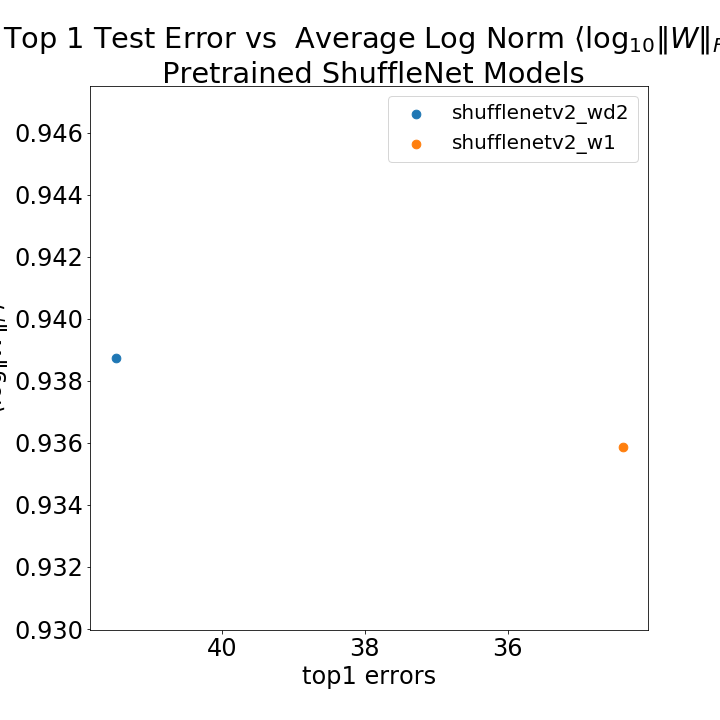 Top 1 Test Error vs Average Log Norm ⟨log₁₀‖W‖F
Pretrained ShuffleNet Models
shufflenetv2_wd2
shufflenetv2_w1
0.946
0.944
0.942
0.940
0.938
0.936
0.934
0.932
0.930
40
38
36
top1 errors